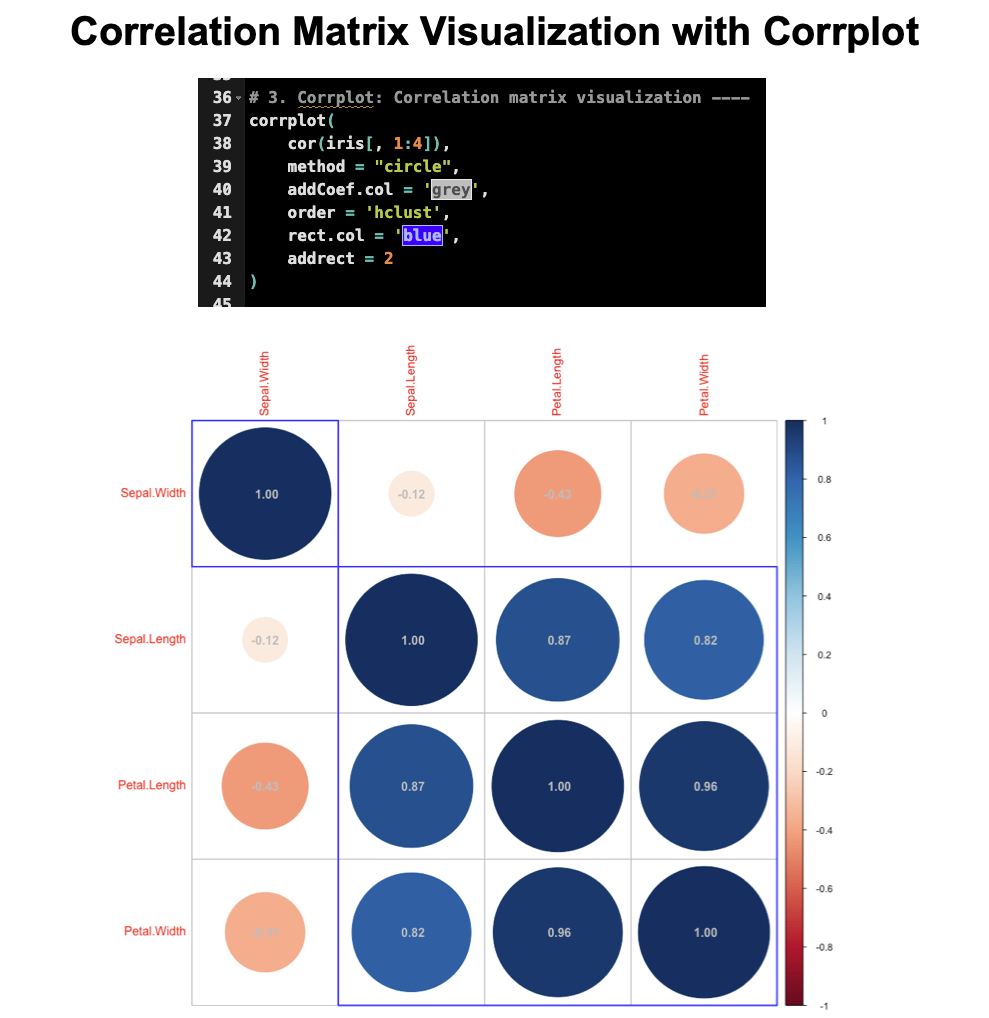 Correlation Matrix Visualization with Corrplot
36 # 3. Corrplot: Correlation matrix visualization ----
37 corrplot(
38     cor(iris[, 1:4]),
39     method = "circle",
40     addCoef.col = 'grey',
41     order = 'hclust',
42     rect.col = 'blue',
43     addrect = 2
44 )
45
Sepal.Width
Sepal.Length
Petal.Length
Petal.Width
Sepal.Width 1.00 -0.12 -0.43
Sepal.Length -0.12 1.00 0.87 0.82
Petal.Length -0.43 0.87 1.00 0.96
Petal.Width 0.82 0.96 1.00
1
0.8
0.6
0.4
0.2
0
-0.2
-0.4
-0.6
-0.8
-1